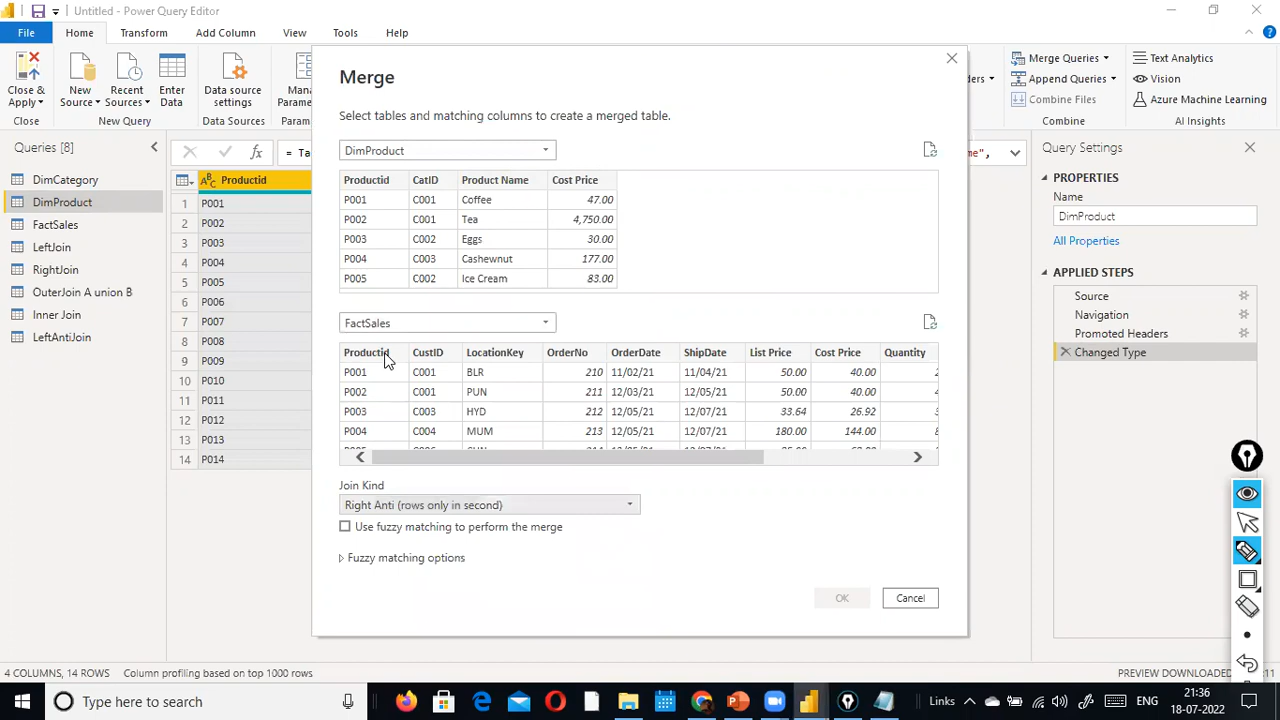 Untitled - Power Query Editor
File Home Transform Add Column View Tools Help
Close & Apply
New Source
Recent Sources
Enter Data
Data source settings
Merge Queries
Append Queries
Combine Files
Text Analytics
Vision
Azure Machine Learning
Close New Query Data Sources Combine AI Insights
Queries [8]
DimCategory
DimProduct
FactSales
LeftJoin
RightJoin
OuterJoin A union B
Inner Join
LeftAntiJoin
Productid
1 P001
2 P002
3 P003
4 P004
5 P005
6 P006
7 P007
8 P008
9 P009
10 P010
11 P011
12 P012
13 P013
14 P014
Merge
Select tables and matching columns to create a merged table.
DimProduct
Productid CatID Product Name Cost Price
P001 C001 Coffee 47.00
P002 C001 Tea 4,750.00
P003 C002 Eggs 30.00
P004 C003 Cashewnut 177.00
P005 C002 Ice Cream 83.00
FactSales
Productid CustID LocationKey OrderNo OrderDate ShipDate List Price Cost Price Quantity
P001 C001 BLR 210 11/02/21 11/04/21 50.00 40.00
P002 C001 PUN 211 12/03/21 12/05/21 50.00 40.00
P003 C003 HYD 212 12/05/21 12/07/21 33.64 26.92
P004 C004 MUM 213 12/05/21 12/07/21 180.00 144.00
Join Kind
Right Anti (rows only in second)
Use fuzzy matching to perform the merge
Fuzzy matching options
OK Cancel
Query Settings
PROPERTIES
Name
DimProduct
All Properties
APPLIED STEPS
Source
Navigation
Promoted Headers
Changed Type
4 COLUMNS, 14 ROWS Column profiling based on top 1000 rows
Type here to search
Links ENG
21:36
18-07-2022